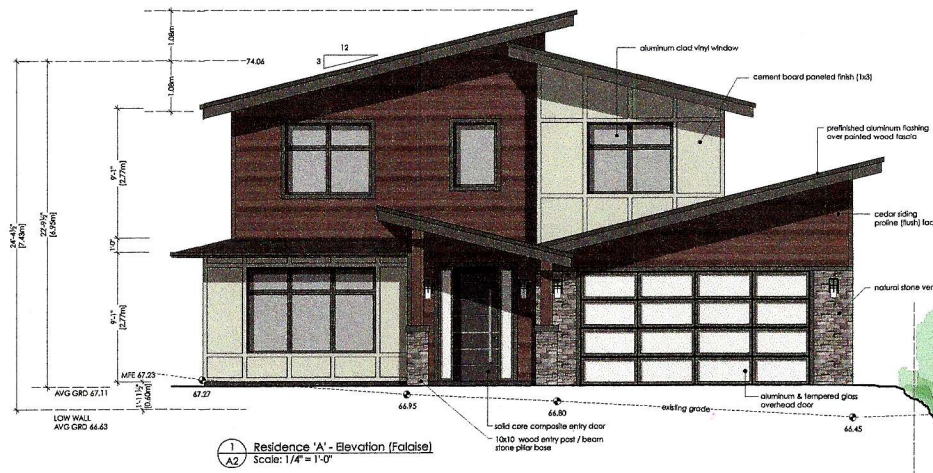 1.08m
12
3
74.06
1.08m
aluminum clad vinyl window
cement board paneled finish (1x3)
prefinished aluminum flashing
over painted wood fascia
9'-1"
[2.77m]
24'-4½"
[7.43m]
22'-9½"
[6.95m]
1'-0"
cedar siding
proline (flush)
natural stone
9'-1"
[2.77m]
MFE 67.23
AVG GRD 67.11
1'-11½"
[0.60m]
67.27
66.95
66.80
existing grade
66.45
aluminum & tempered glass
overhead door
LOW WALL
AVG GRD 66.63
solid core composite entry door
10x10 wood entry post / beam
stone pillar base
1
A2
Residence 'A' - Elevation (Falaise)
Scale: 1/4" = 1'-0"